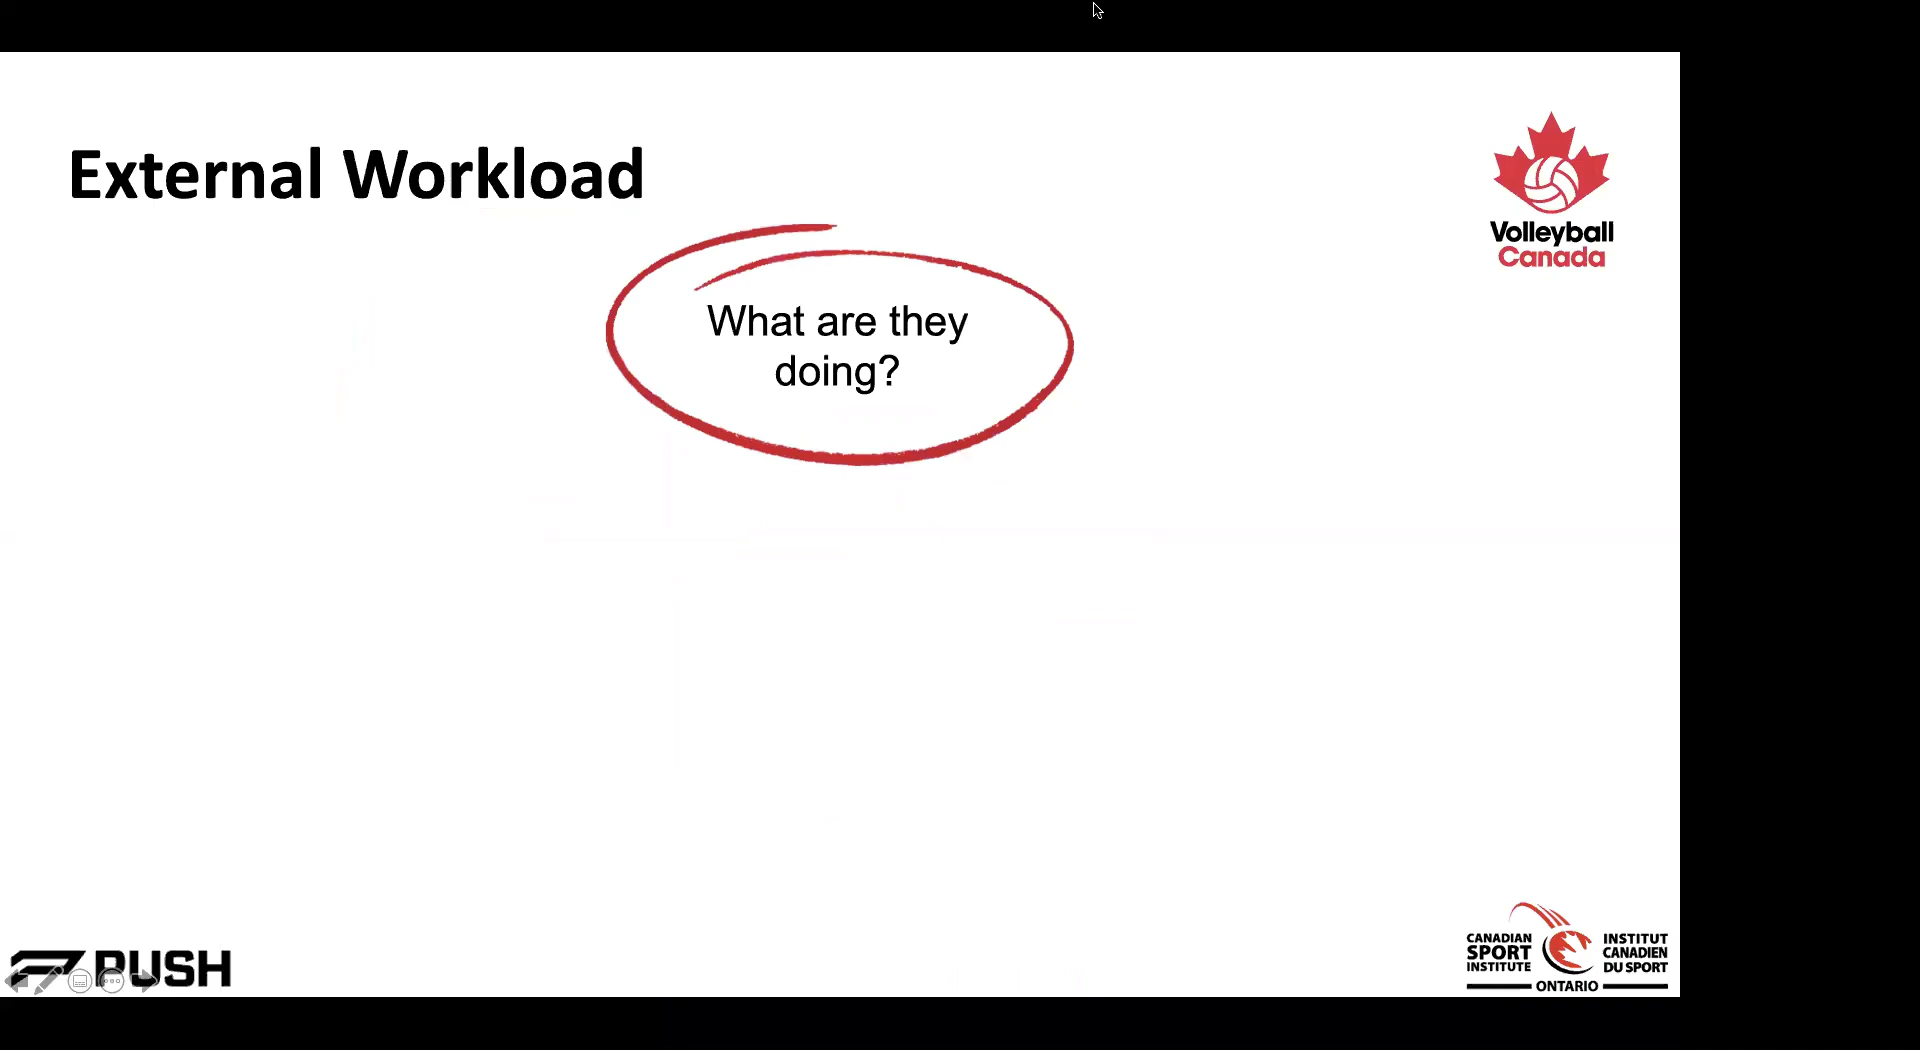 External Workload
Volleyball
Canada
What are they
doing?
PUSH
CANADIAN
SPORT
INSTITUTE
INSTITUT
CANADIEN
DU SPORT
ONTARIO